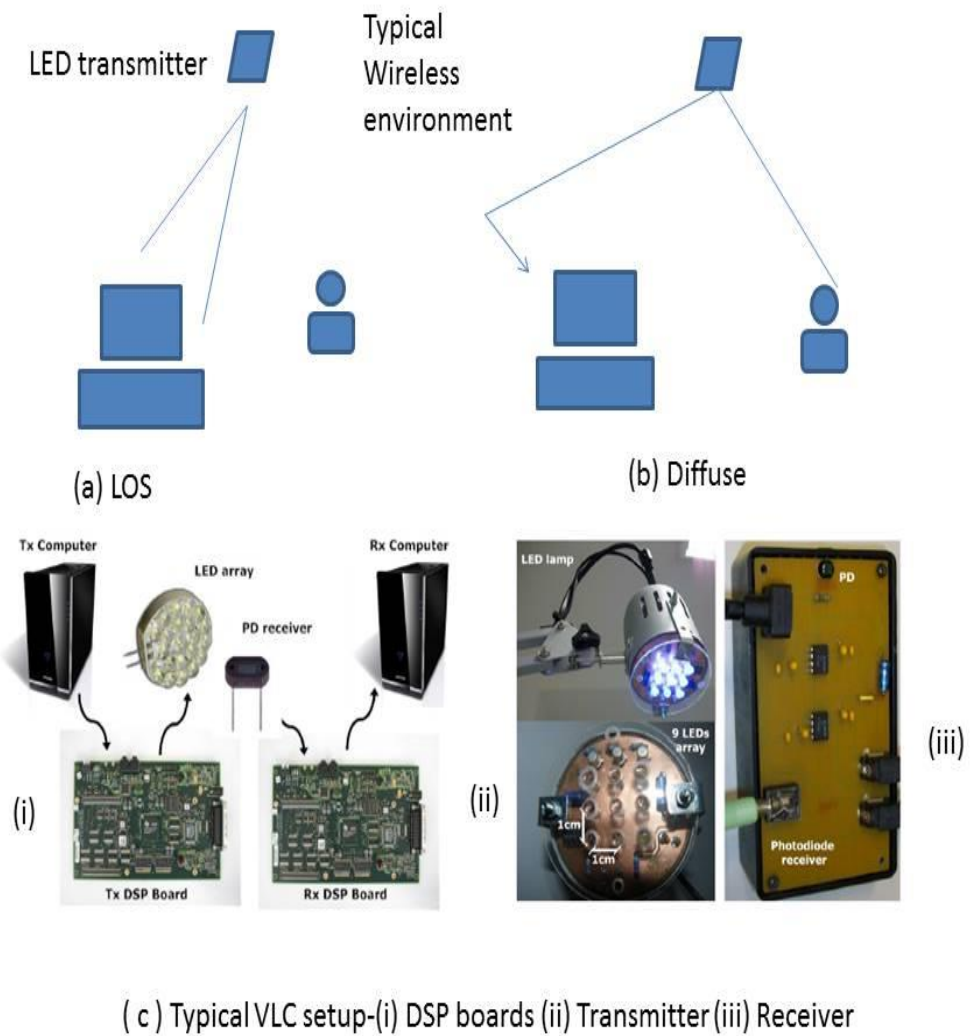 LED transmitter
Typical
Wireless
environment
(a) LOS
(b) Diffuse
Tx Computer
LED array
PD receiver
Rx Computer
(i)
Tx DSP Board
Rx DSP Board
(ii)
LED lamp
9 LEDs
array
1cm
1cm
PD
Photodiode
receiver
(iii)
( c ) Typical VLC setup-(i) DSP boards (ii) Transmitter (iii) Receiver